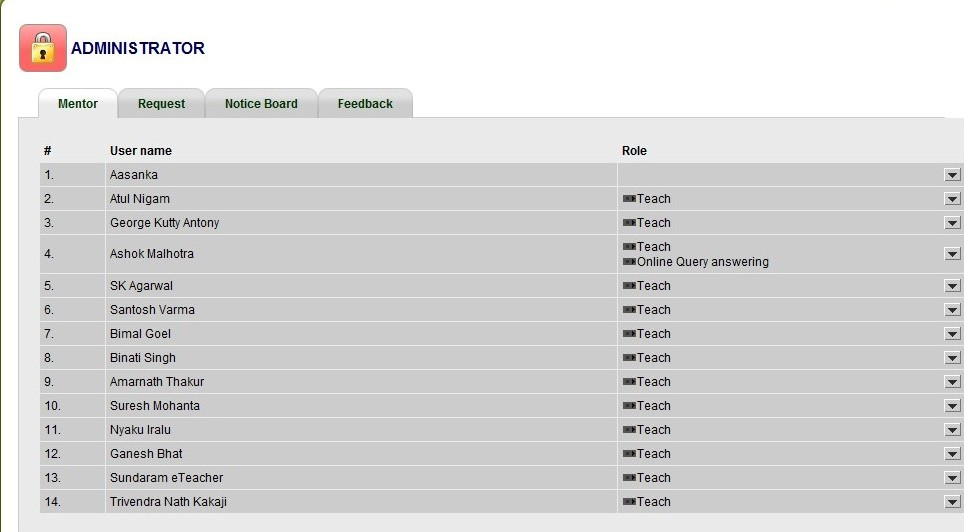 ADMINISTRATOR
Mentor Request Notice Board Feedback
# User name Role
1. Aasanka
2. Atul Nigam Teach
3. George Kutty Antony Teach
4. Ashok Malhotra Teach
Online Query answering
5. SK Agarwal Teach
6. Santosh Varma Teach
7. Bimal Goel Teach
8. Binati Singh Teach
9. Amarnath Thakur Teach
10. Suresh Mohanta Teach
11. Nyaku Iralu Teach
12. Ganesh Bhat Teach
13. Sundaram eTeacher Teach
14. Trivendra Nath Kakaji Teach